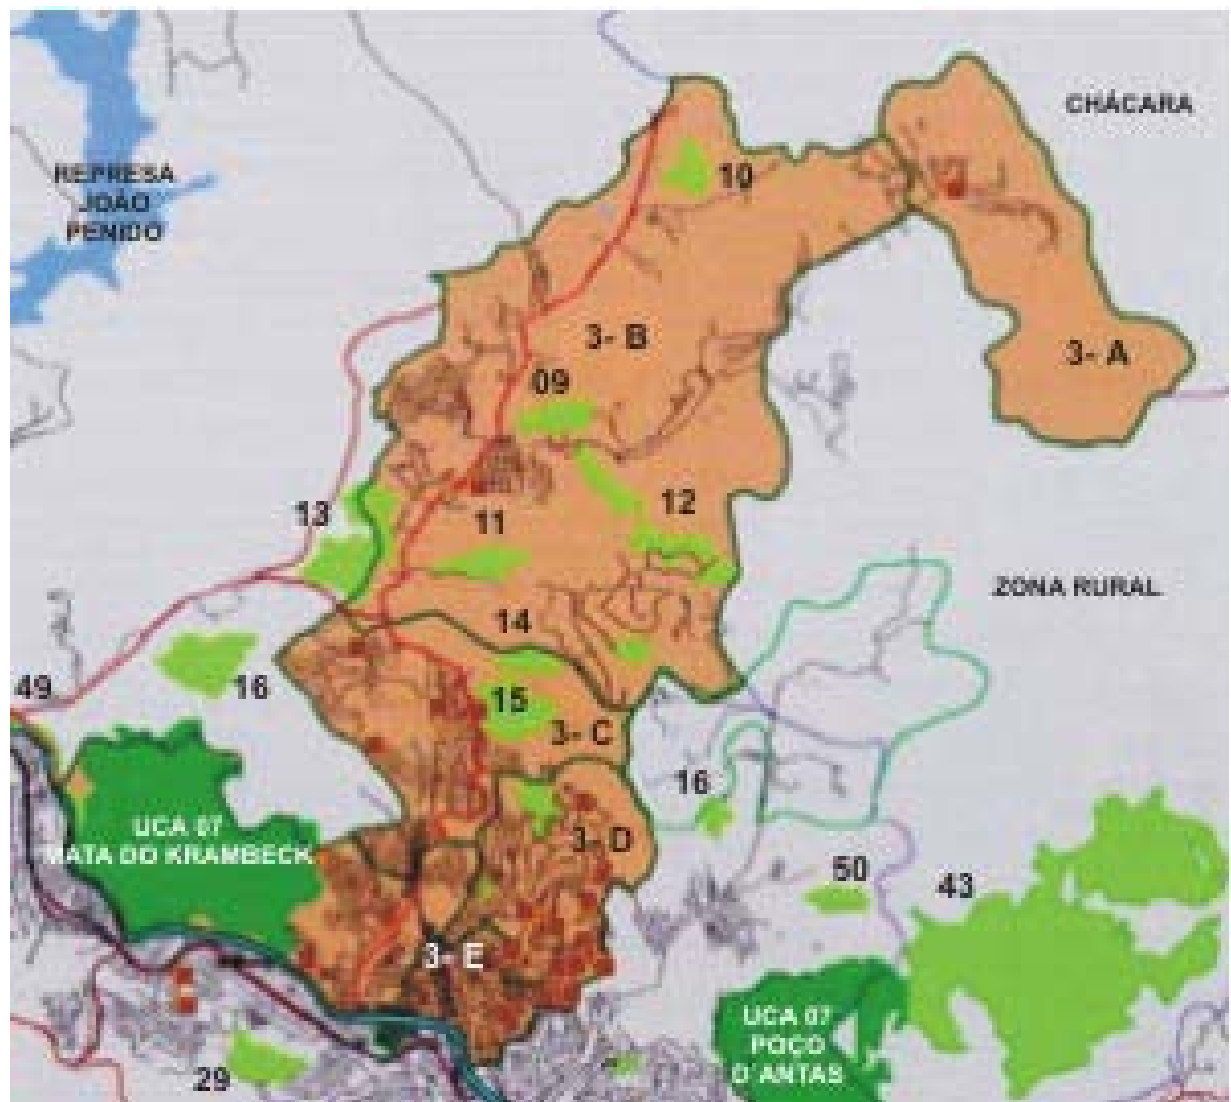 CHÁCARA
REPRESA
JOÃO
PENIDO
10
3- B
3- A
09
13
12
11
ZONA RURAL
14
49
16
15
3- C
16
UCA 07
MATA DO KRAMBECK
3- D
50
43
3- E
UCA 07
POÇO
D'ANTAS
29